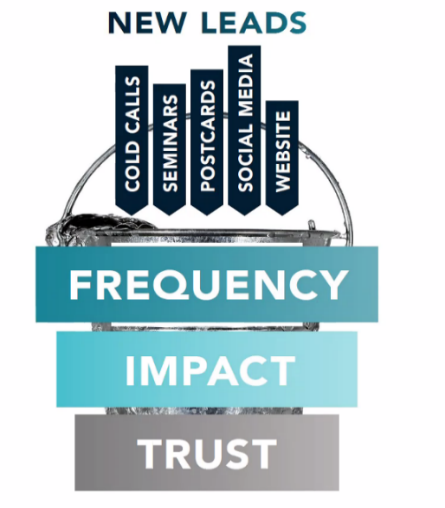 NEW LEADS
COLD CALLS
SEMINARS
POSTCARDS
SOCIAL MEDIA
WEBSITE
FREQUENCY
IMPACT
TRUST